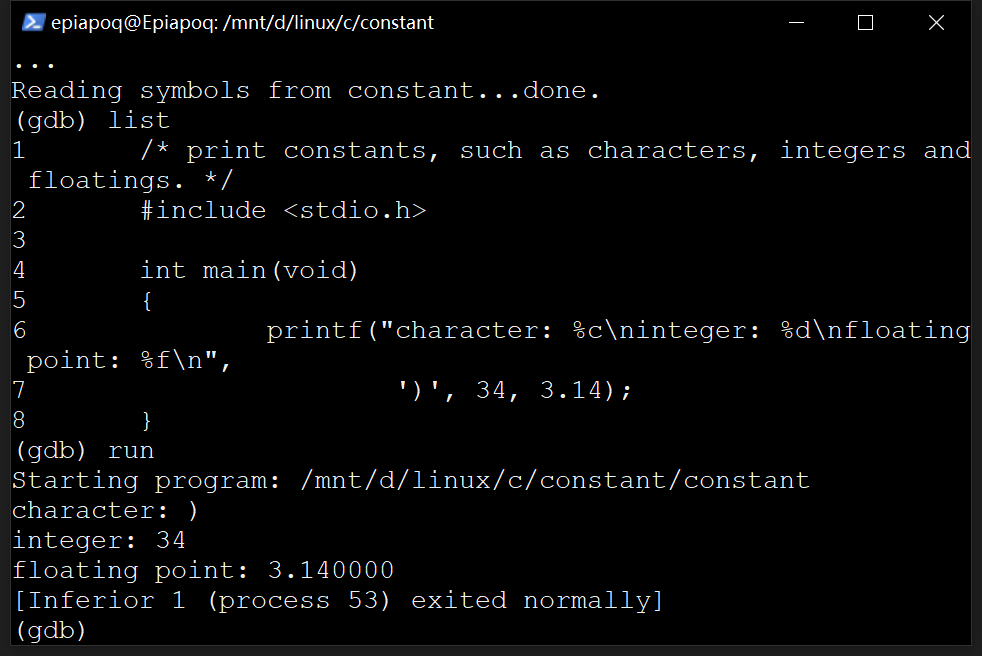 epiapoq@Epiapoq: /mnt/d/linux/c/constant
...
Reading symbols from constant...done.
(gdb) list
1       /* print constants, such as characters, integers and
 floatings. */
2       #include <stdio.h>
3
4       int main(void)
5       {
6               printf("character: %c\ninteger: %d\nfloating
 point: %f\n",
7                       ')', 34, 3.14);
8       }
(gdb) run
Starting program: /mnt/d/linux/c/constant/constant
character: )
integer: 34
floating point: 3.140000
[Inferior 1 (process 53) exited normally]
(gdb)